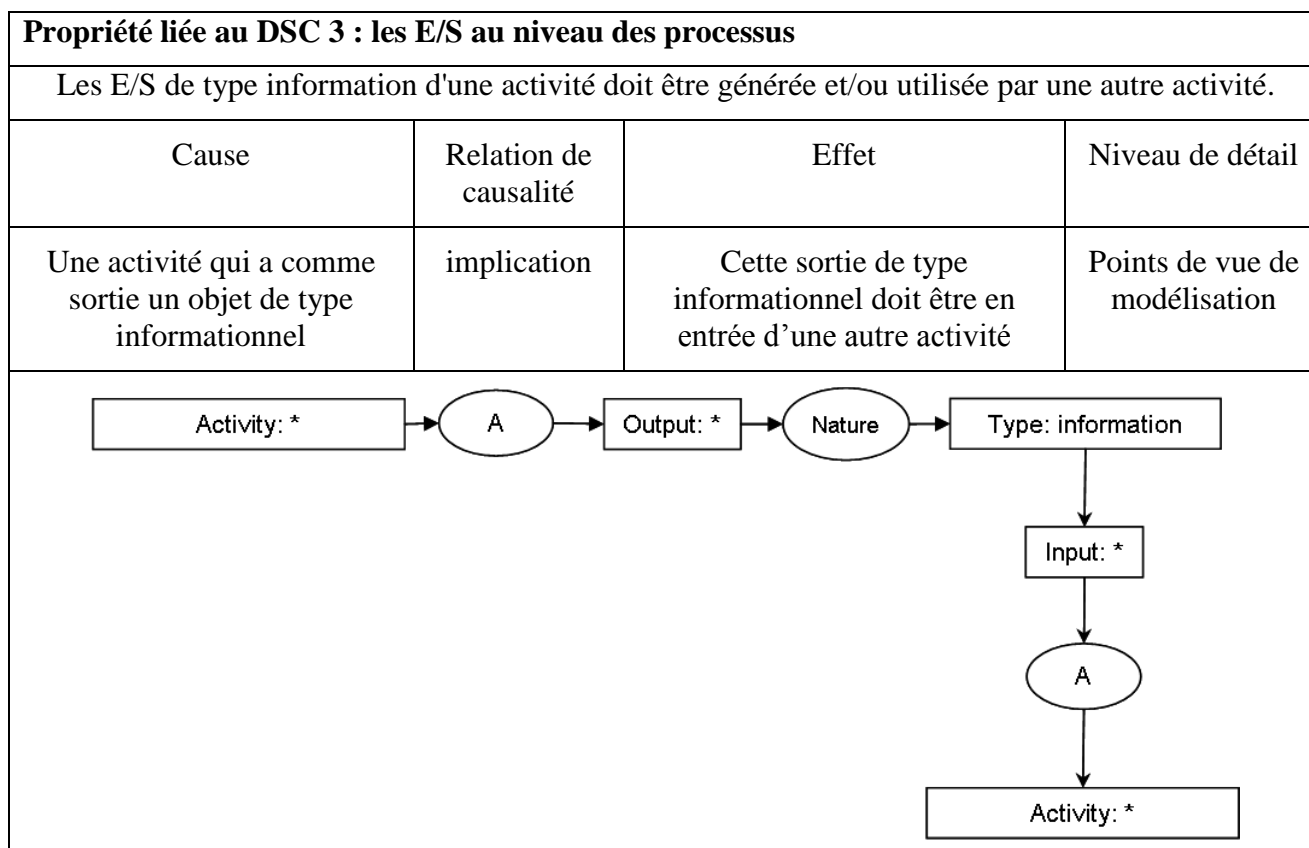 Propriété liée au DSC 3 : les E/S au niveau des processus
Les E/S de type information d'une activité doit être générée et/ou utilisée par une autre activité.
Cause
Relation de
causalité
Effet
Niveau de détail
Une activité qui a comme
sortie un objet de type
informationnel
implication
Cette sortie de type
informationnel doit être en
entrée d’une autre activité
Points de vue de
modélisation
Activity: *
A
Output: *
Nature
Type: information
Input: *
A
Activity: *